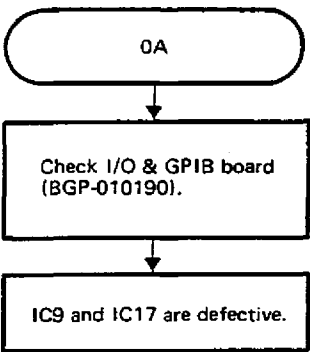 0A
Check I/O & GPIB board
(BGP-010190).
IC9 and IC17 are defective.